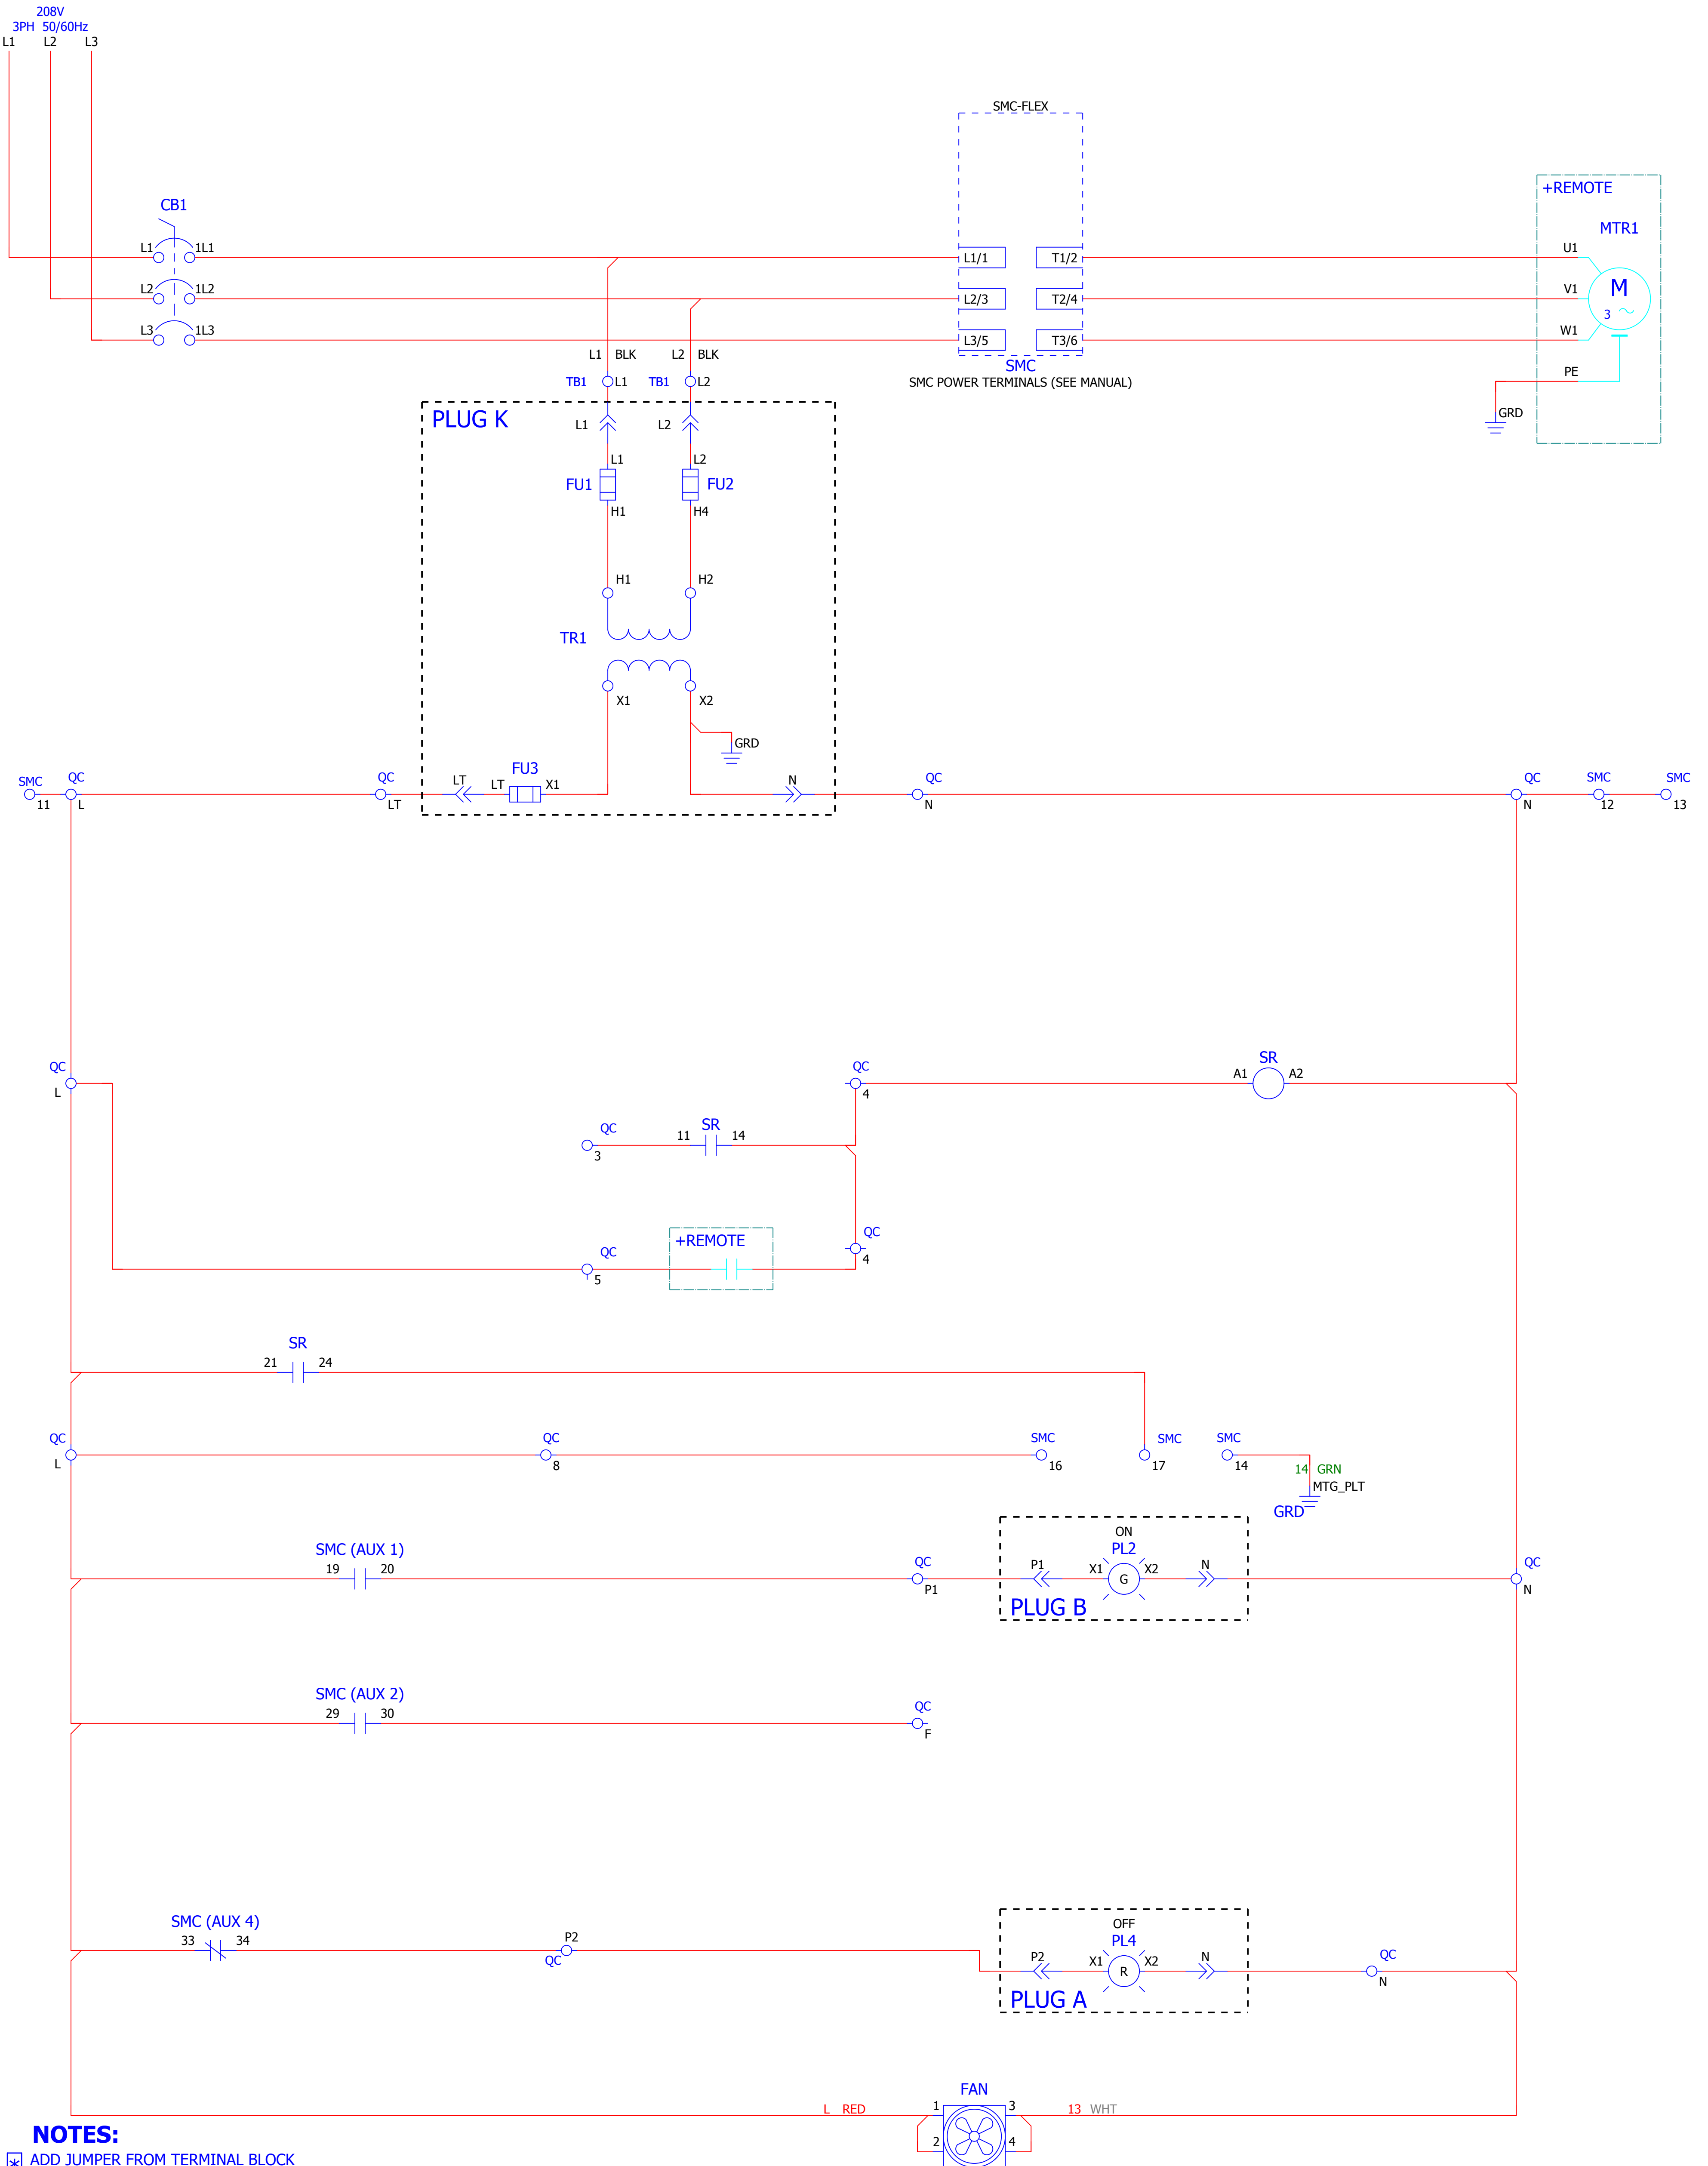 208V
3PH 50/60Hz
L1 L2 L3
SMC-FLEX
+REMOTE
CB1
MTR1
L1 1L1
L1/1 T1/2
U1
L2 1L2
L2/3 T2/4
V1
M
3
L3 1L3
L3/5 T3/6
W1
L1 BLK L2 BLK
SMC
PE
TB1 L1 TB1 L2
SMC POWER TERMINALS (SEE MANUAL)
PLUG K
L1 L2
GRD
L1 L2
FU1 FU2
H1 H4
H1 H2
TR1
X1 X2
GRD
FU3
SMC QC QC LT LT X1 N QC QC SMC SMC
11 L LT N N 12 13
QC QC SR
L 4 A1 A2
QC SR
3 11 14
QC +REMOTE QC
5 4
SR
21 24
QC QC SMC SMC SMC
L 8 16 17 14
14 GRN
MTG_PLT
GRD
ON
SMC (AUX 1) PL2
19 20 QC P1 X1 G X2 N QC
P1 N
PLUG B
SMC (AUX 2)
29 30 QC
F
SMC (AUX 4) OFF
33 34 P2 PL4
QC P2 X1 R X2 N QC
N
PLUG A
FAN
L RED 1 3 13 WHT
2 4
NOTES:
* ADD JUMPER FROM TERMINAL BLOCK